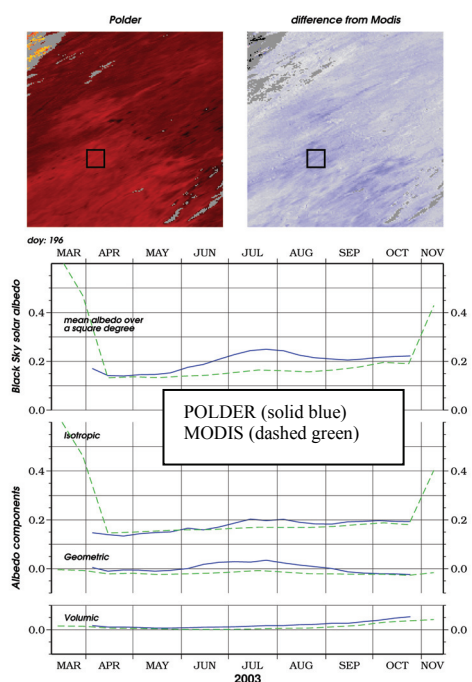 Polder
difference from Modis
doy: 196
MAR APR MAY JUN JUL AUG SEP OCT NOV
Black Sky solar albedo
mean albedo over
a square degree
0.4
0.4
0.2
0.2
0.0
0.0
POLDER (solid blue)
MODIS (dashed green)
Albedo components
Isotropic
0.4
0.4
0.2
0.2
Geometric
0.0
0.0
Volumic
0.0
0.0
MAR APR MAY JUN JUL AUG SEP OCT NOV
2003